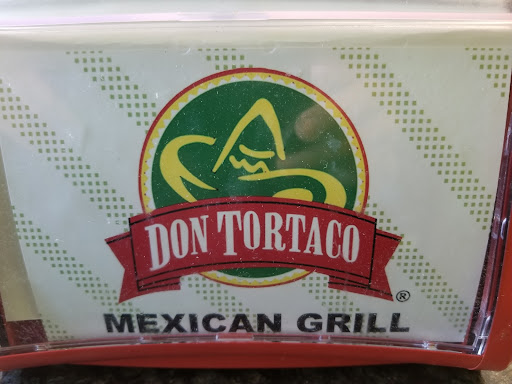 DON TORTACO
®
MEXICAN GRILL